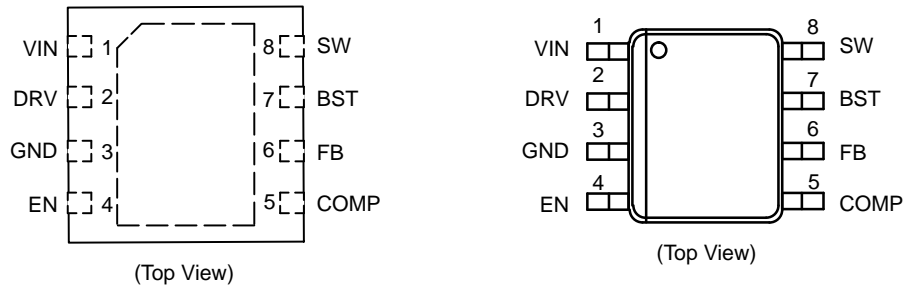 VIN 1 8 SW
DRV 2 7 BST
GND 3 6 FB
EN 4 5 COMP
(Top View)
1 8
VIN SW
2 7
DRV BST
3 6
GND FB
4 5
EN COMP
(Top View)